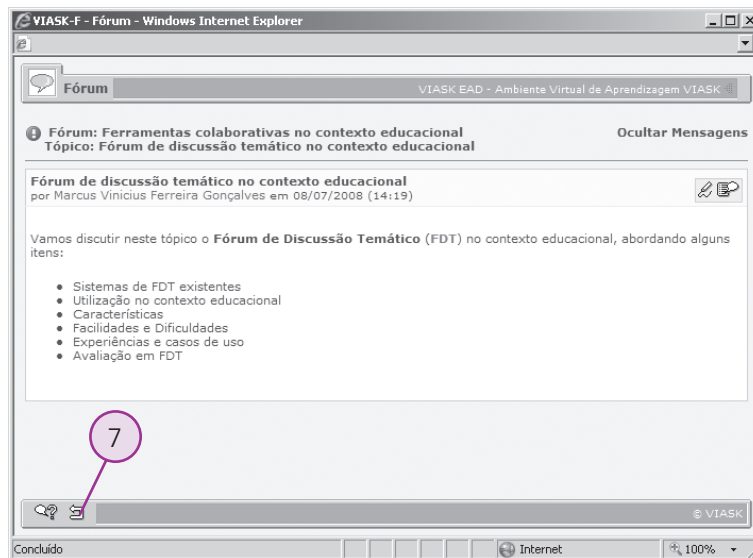 VIASK-F - Fórum - Windows Internet Explorer
Fórum
VIASK EAD - Ambiente Virtual de Aprendizagem VIASK
Fórum: Ferramentas colaborativas no contexto educacional
Ocultar Mensagens
Tópico: Fórum de discussão temático no contexto educacional
Fórum de discussão temático no contexto educacional
por Marcus Vinicius Ferreira Gonçalves em 08/07/2008 (14:19)
Vamos discutir neste tópico o Fórum de Discussão Temático (FDT) no contexto educacional, abordando alguns
itens:
Sistemas de FDT existentes
Utilização no contexto educacional
Características
Facilidades e Dificuldades
Experiências e casos de uso
Avaliação em FDT
7
© VIASK
Concluído
Internet
100%